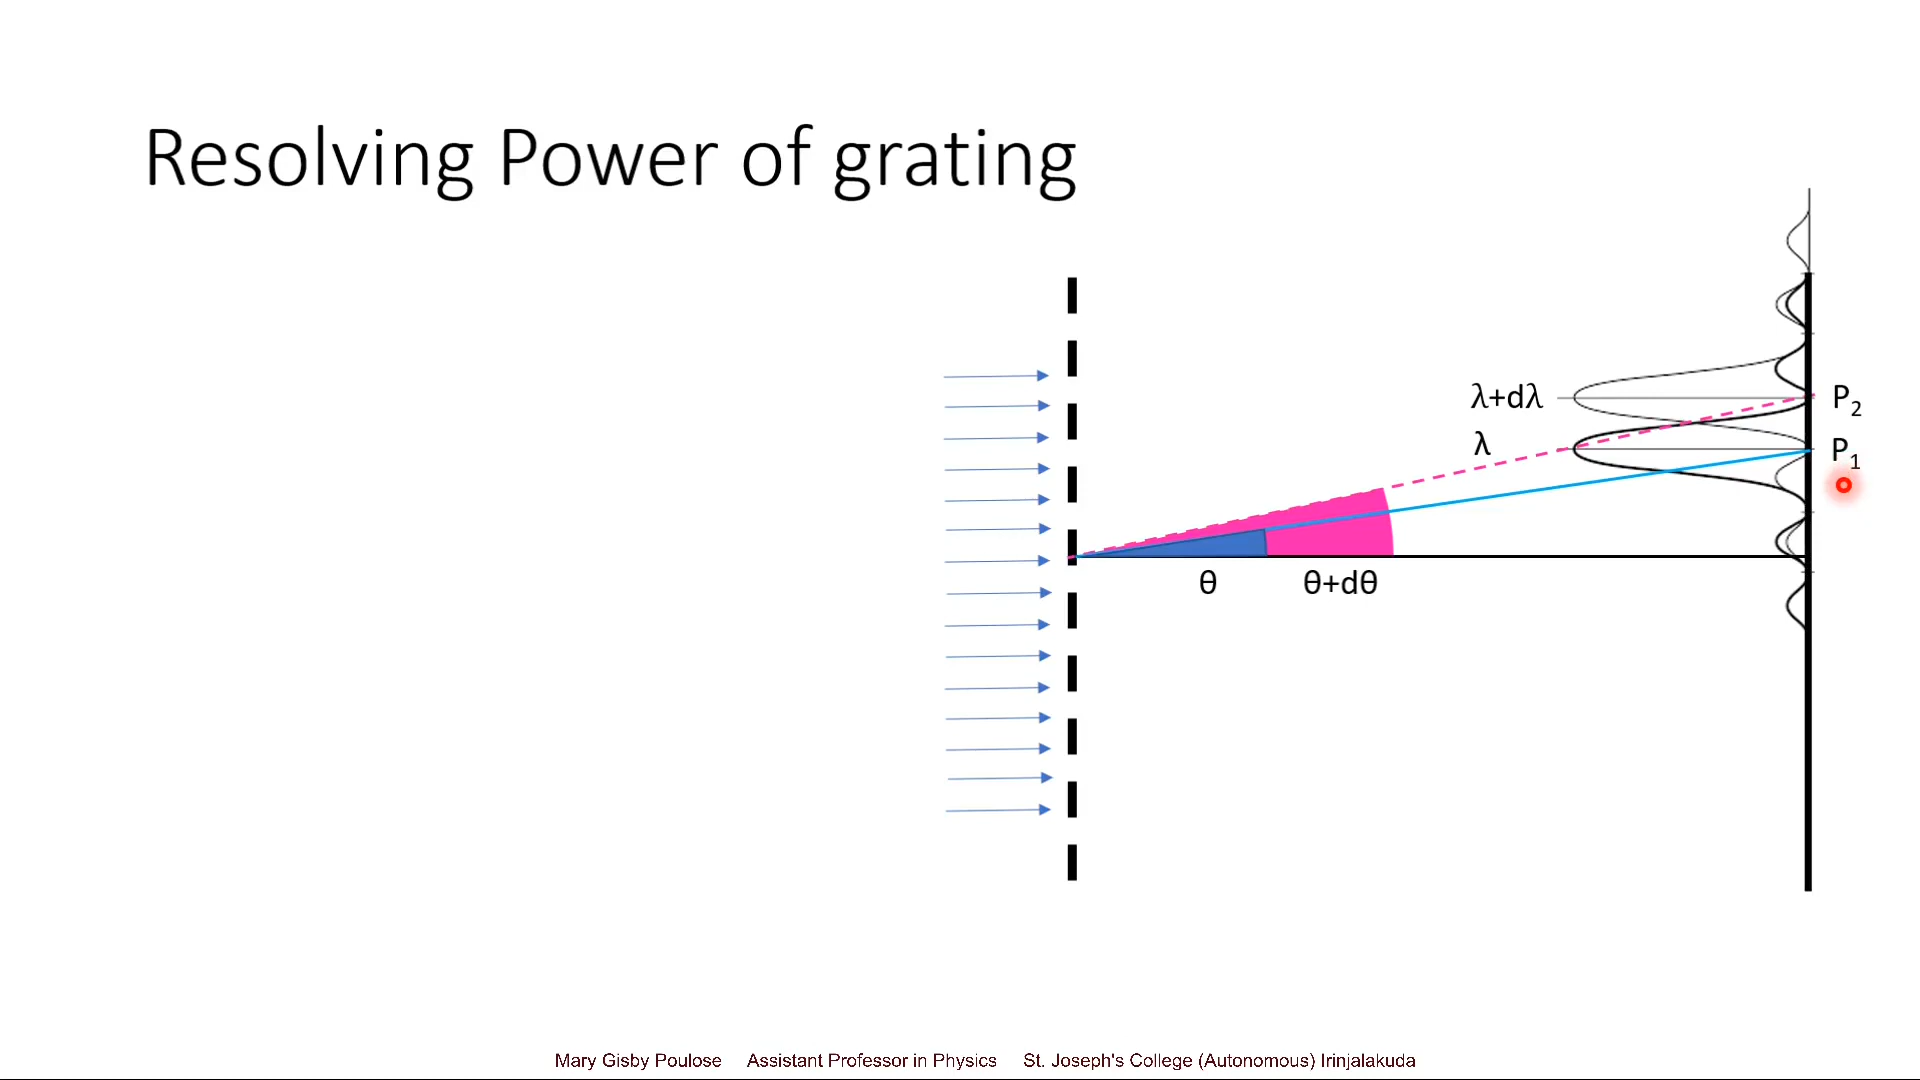 Resolving Power of grating
λ+dλ
P₂
λ
P₁
θ
θ+dθ
Mary Gisby Poulose Assistant Professor in Physics St. Joseph's College (Autonomous) Irinjalakuda